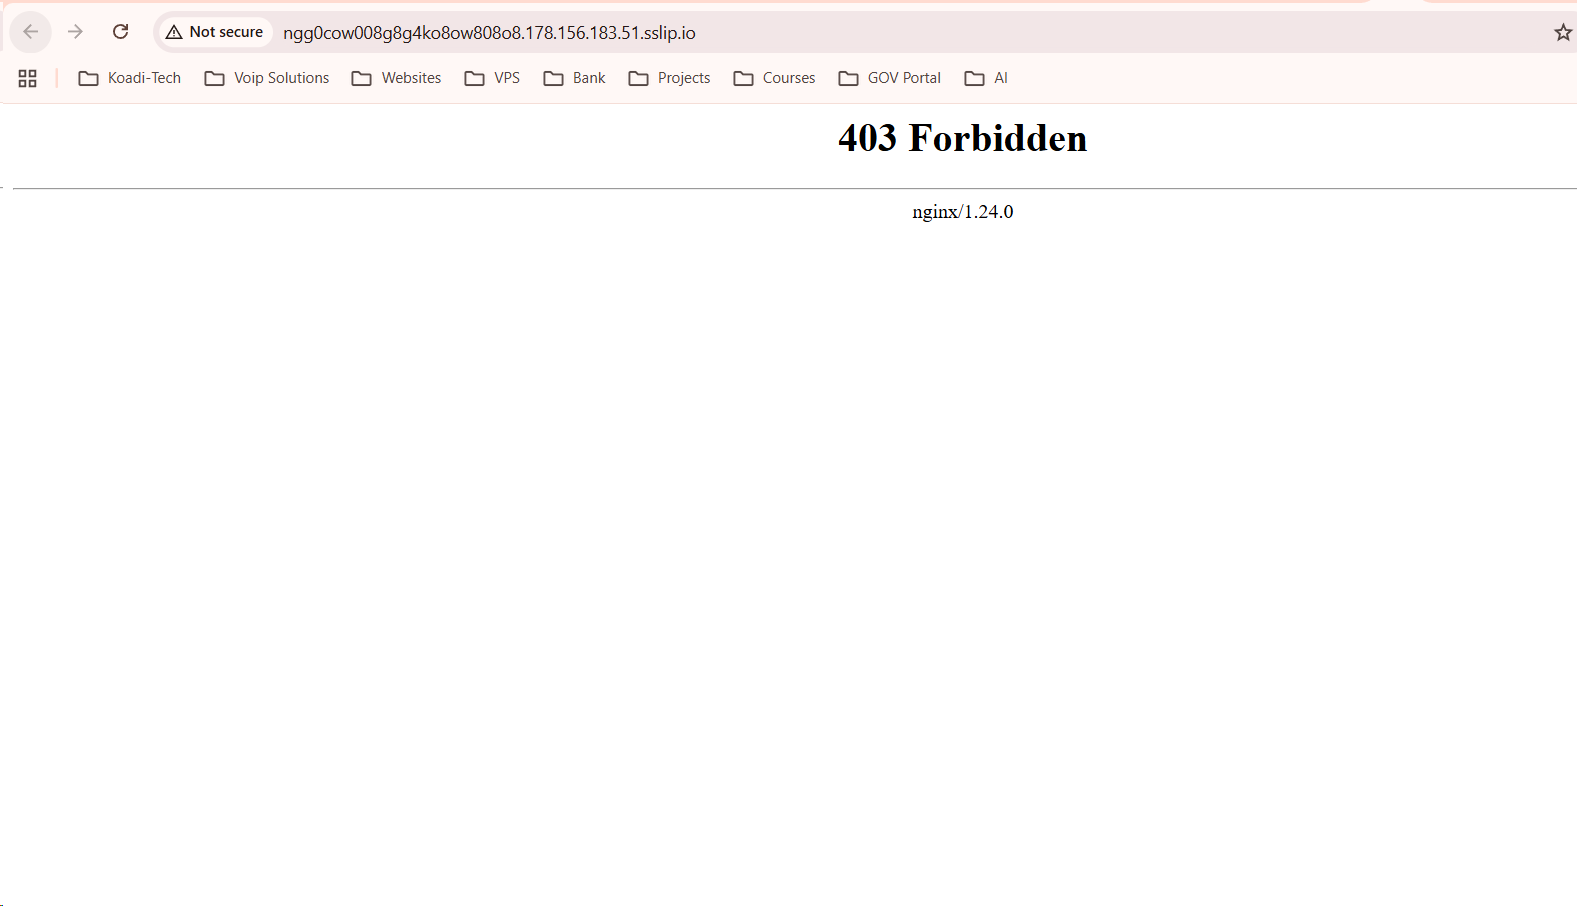 Not secure ngg0cow008g8g4ko8ow808o8.178.156.183.51.sslip.io
Koadi-Tech Voip Solutions Websites VPS Bank Projects Courses GOV Portal AI
403 Forbidden
nginx/1.24.0